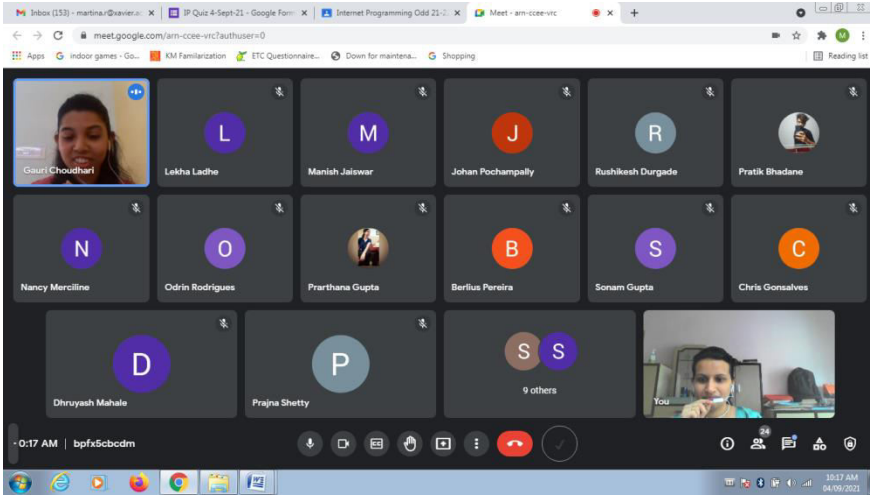 Inbox (153) - martina.r@xavier.ac
IP Quiz 4-Sept-21 - Google Form
Internet Programming Odd 21-2
Meet - arn-ccee-vrc
meet.google.com/arn-ccee-vrc?authuser=0
M
Apps
G indoor games - Go...
KM Familarization
ETC Questionnaire...
Down for maintena...
G Shopping
Reading list
Gauri Choudhari
L
Lekha Ladhe
M
Manish Jaiswar
J
Johan Pochampally
R
Rushikesh Durgade
Pratik Bhadane
N
Nancy Merciline
O
Odrin Rodrigues
Prarthana Gupta
B
Berlius Pereira
S
Sonam Gupta
C
Chris Gonsalves
D
Dhruyash Mahale
P
Prajna Shetty
S S
9 others
You
0:17 AM | bpfx5cbcdm
CC
24
10:17 AM
04/09/2021